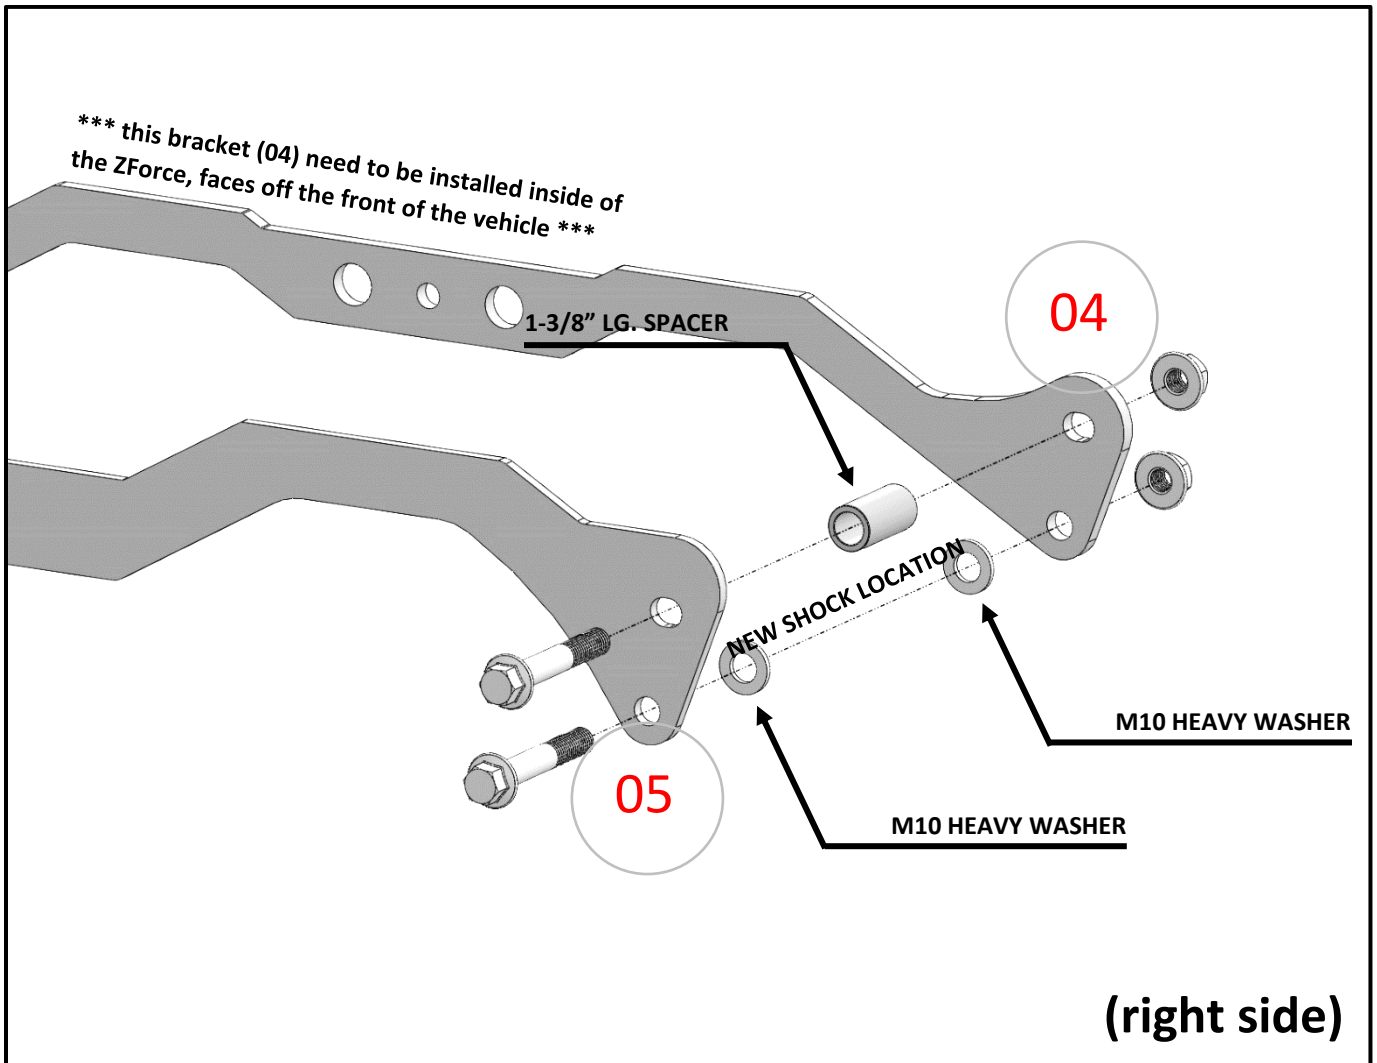 *** this bracket (04) need to be installed inside of
the ZForce, faces off the front of the vehicle ***
04
1-3/8” LG. SPACER
NEW SHOCK LOCATION
M10 HEAVY WASHER
05
M10 HEAVY WASHER
(right side)